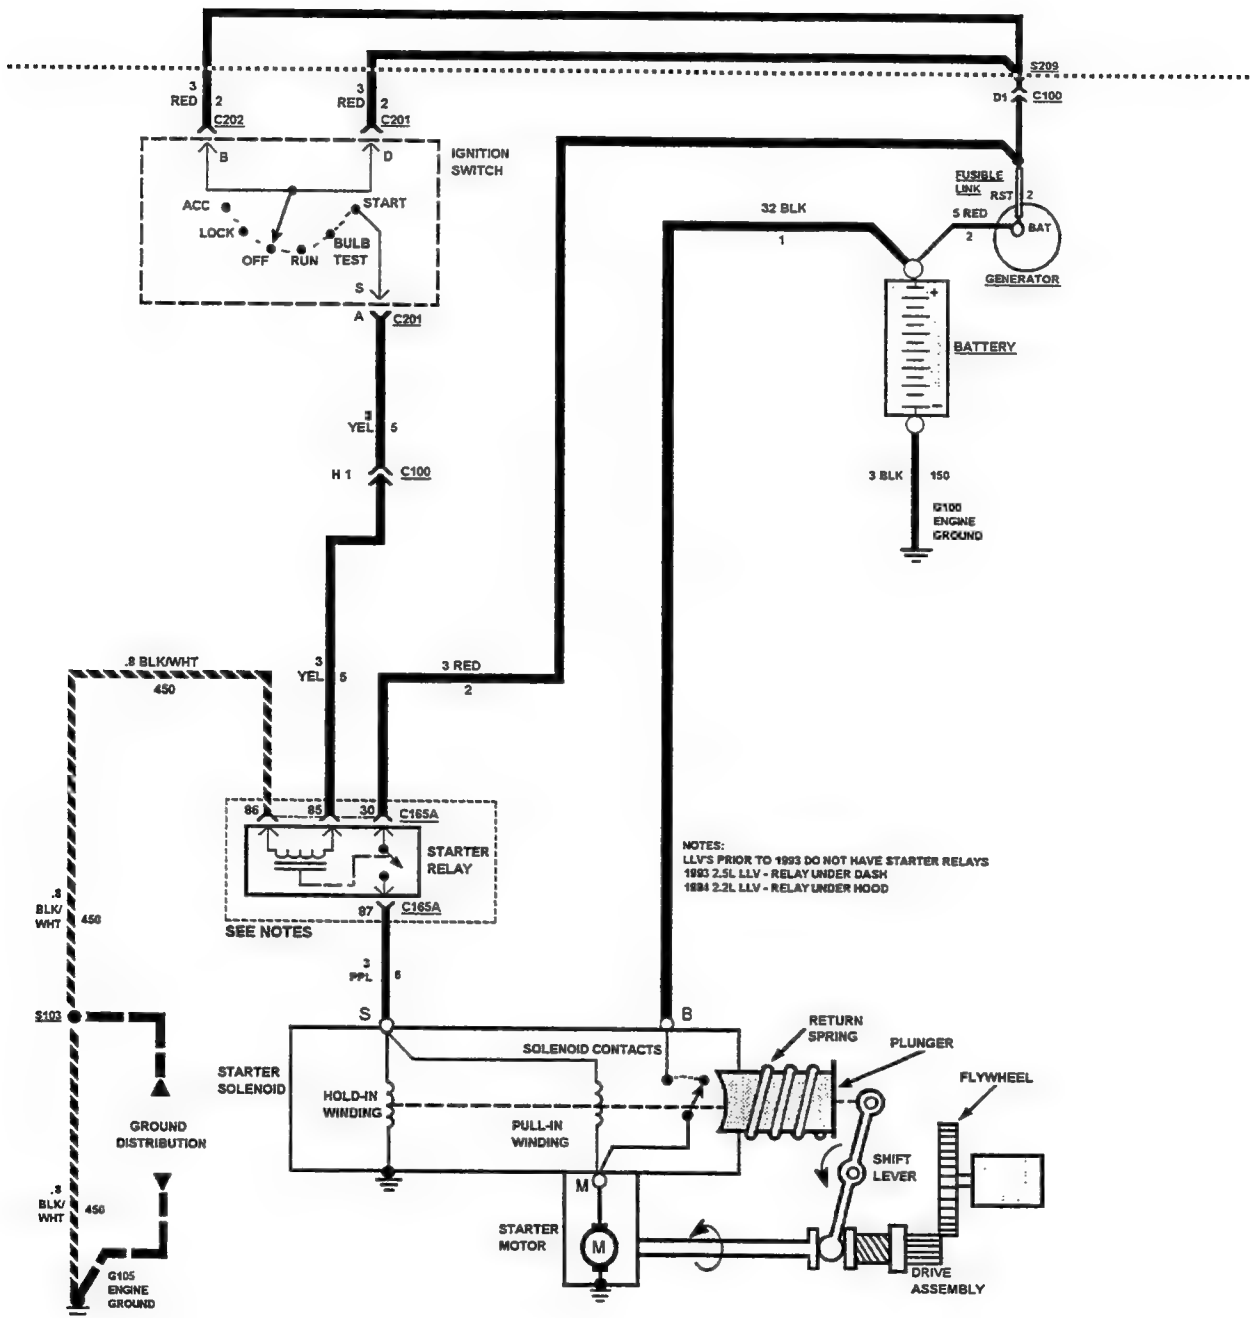 S209
3
RED 2
C202
3
RED 2
C201
D1 C100
B
D
IGNITION
SWITCH
ACC
LOCK
OFF
RUN
BULB
TEST
START
S
A C201
FUSIBLE
LINK
RST 2
32 BLK
1
5 RED
2
BAT
GENERATOR
+
BATTERY
-
YEL 5
H 1 C100
3 BLK 150
G100
ENGINE
GROUND
.8 BLK/WHT
450
3
YEL 5
3 RED
2
86 85 30 C165A
STARTER
RELAY
87 C165A
SEE NOTES
NOTES:
LLV'S PRIOR TO 1993 DO NOT HAVE STARTER RELAYS
1993 2.5L LLV - RELAY UNDER DASH
1994 2.2L LLV - RELAY UNDER HOOD
.8
BLK/
WHT 450
3
PPL 6
S103
S
B
STARTER
SOLENOID
SOLENOID CONTACTS
HOLD-IN
WINDING
PULL-IN
WINDING
RETURN
SPRING
PLUNGER
FLYWHEEL
GROUND
DISTRIBUTION
SHIFT
LEVER
.8
BLK/
WHT 450
M
STARTER
MOTOR
M
DRIVE
ASSEMBLY
G105
ENGINE
GROUND